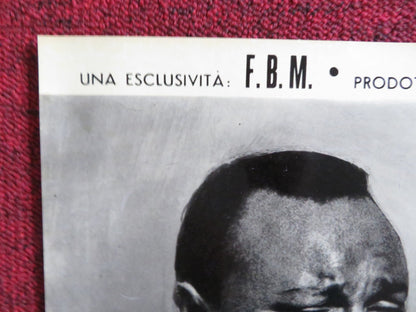 UNA ESCLUSIVITÀ: F.B.M. • PRODOT